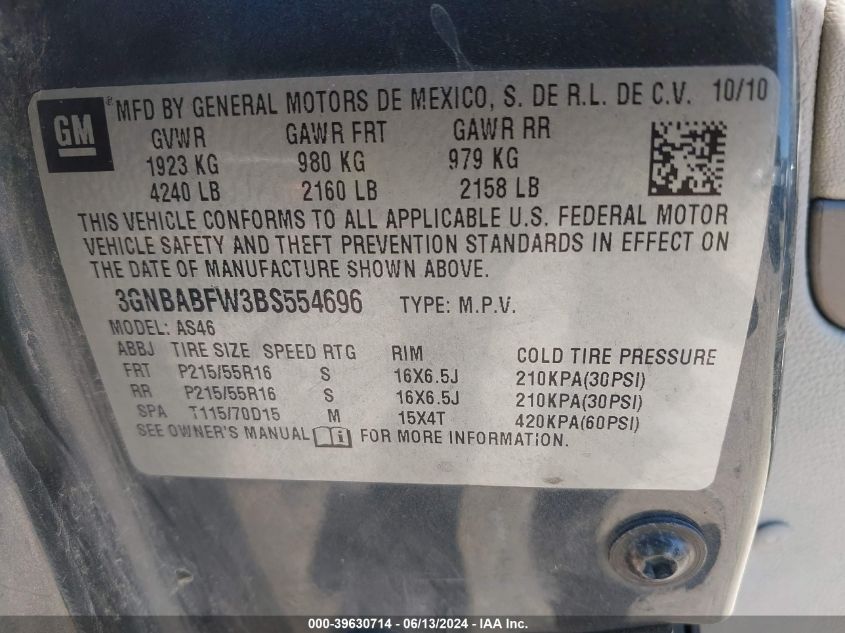 GM
® MFD BY GENERAL MOTORS DE MEXICO, S. DE R.L. DE C.V. 10/10
GVWR GAWR FRT GAWR RR
1923 KG 980 KG 979 KG
4240 LB 2160 LB 2158 LB
THIS VEHICLE CONFORMS TO ALL APPLICABLE U.S. FEDERAL MOTOR
VEHICLE SAFETY AND THEFT PREVENTION STANDARDS IN EFFECT ON
THE DATE OF MANUFACTURE SHOWN ABOVE.
3GNBABFW3BS554696 TYPE: M.P.V.
MODEL: AS46
ABBJ TIRE SIZE SPEED RTG RIM COLD TIRE PRESSURE
FRT P215/55R16 S 16X6.5J 210KPA(30PSI)
RR P215/55R16 S 16X6.5J 210KPA(30PSI)
SPA T115/70D15 M 15X4T 420KPA(60PSI)
SEE OWNER'S MANUAL FOR MORE INFORMATION.
000-39630714 - 06/13/2024 - IAA Inc.